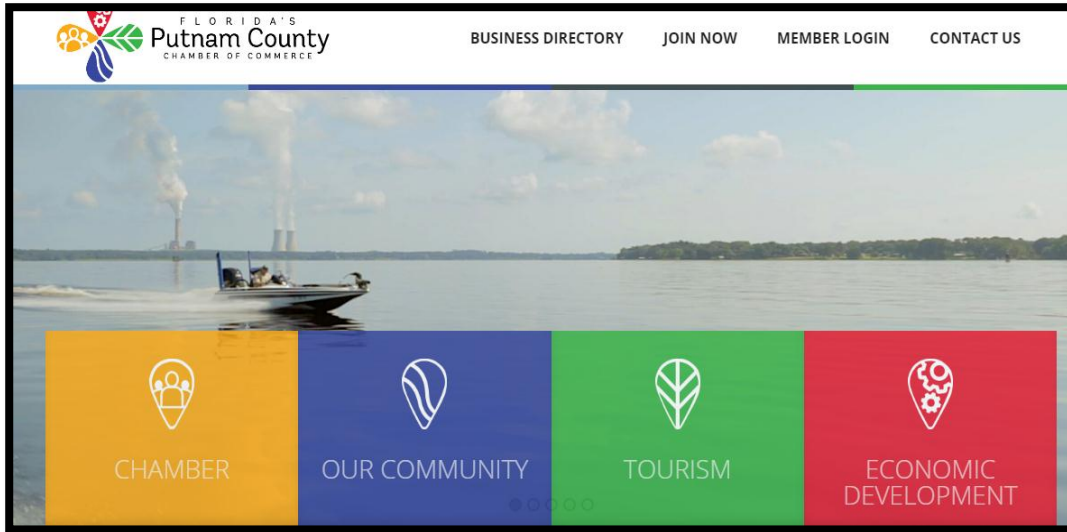 FLORIDA'S
Putnam County
CHAMBER OF COMMERCE
BUSINESS DIRECTORY JOIN NOW MEMBER LOGIN CONTACT US
CHAMBER OUR COMMUNITY TOURISM ECONOMIC
DEVELOPMENT